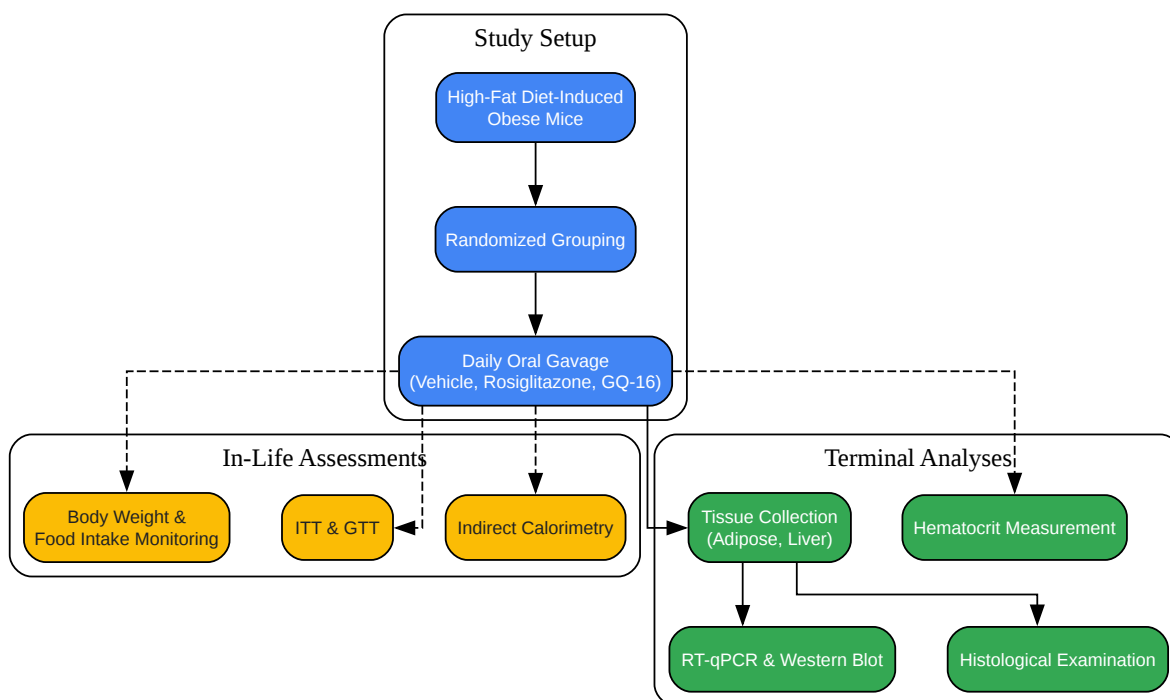 Study Setup
High-Fat Diet-Induced
Obese Mice
Randomized Grouping
Daily Oral Gavage
(Vehicle, Rosiglitazone, GQ-16)
In-Life Assessments
Body Weight &
Food Intake Monitoring
ITT & GTT
Indirect Calorimetry
Terminal Analyses
Tissue Collection
(Adipose, Liver)
Hematocrit Measurement
RT-qPCR & Western Blot
Histological Examination